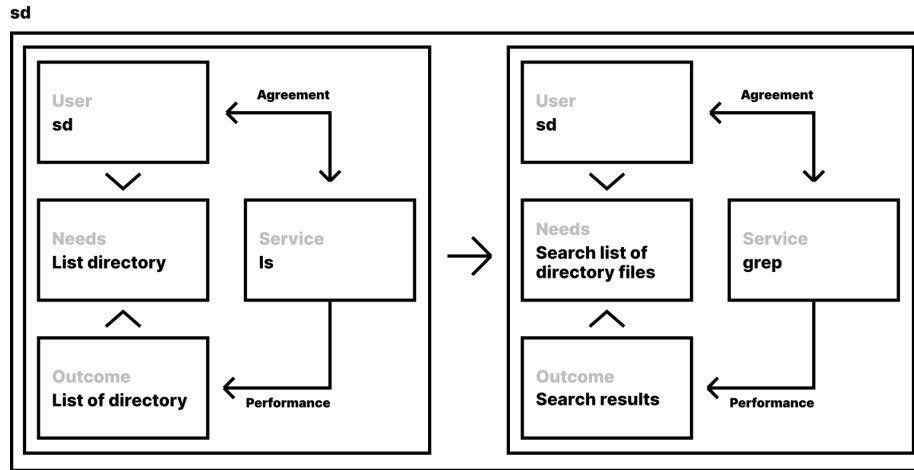 sd
User
sd
Agreement
Needs
List directory
Service
ls
Outcome
List of directory
Performance
User
sd
Agreement
Needs
Search list of
directory files
Service
grep
Outcome
Search results
Performance